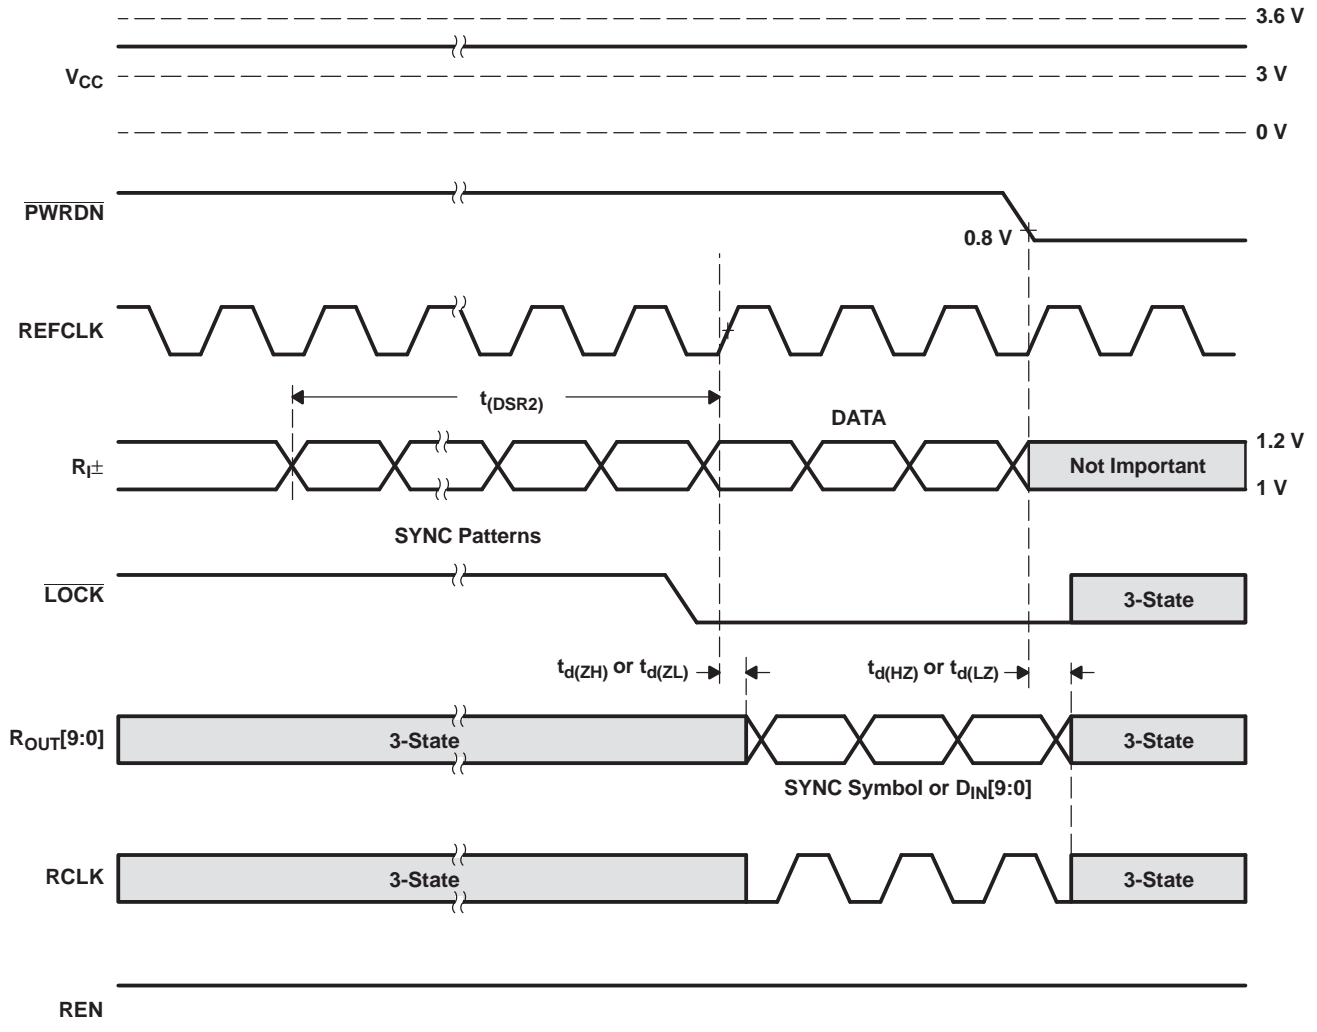 3.6 V
V_CC
3 V
0 V
PWRDN
0.8 V
REFCLK
t(DSR2)
DATA
R_I±
1.2 V
Not Important
1 V
SYNC Patterns
LOCK
3-State
t_d(ZH) or t_d(ZL)
t_d(HZ) or t_d(LZ)
R_OUT[9:0]
3-State
3-State
SYNC Symbol or D_IN[9:0]
RCLK
3-State
3-State
REN